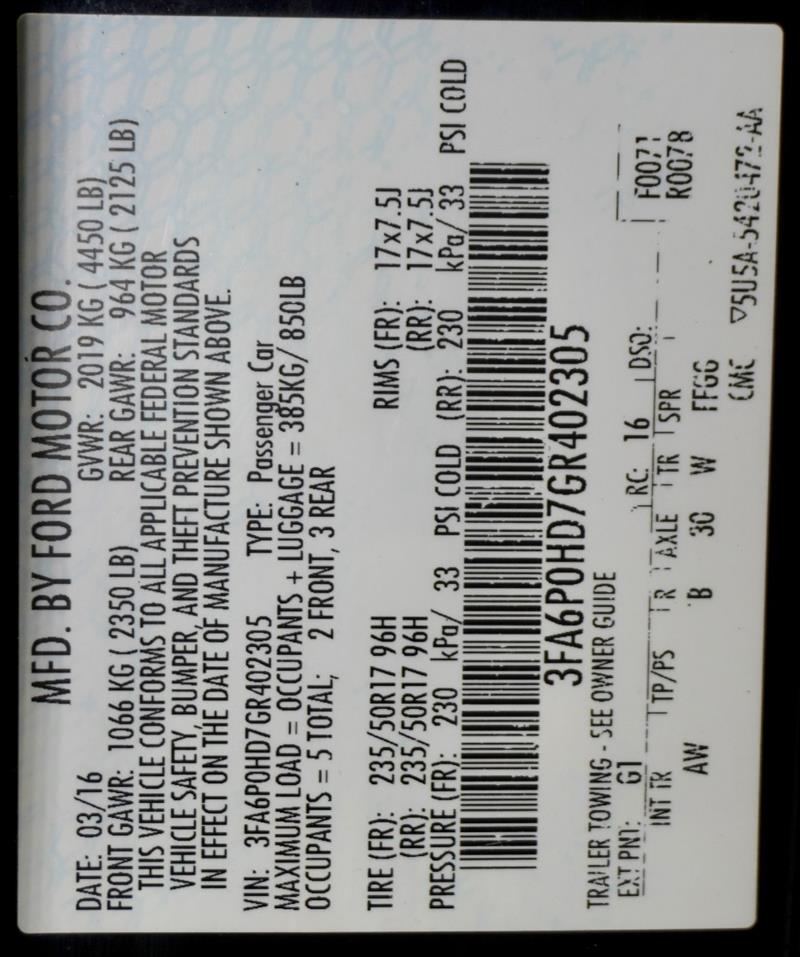 MFD. BY FORD MOTOR CO.
DATE: 03/16 GVWR: 2019 KG ( 4450 LB)
FRONT GAWR: 1066 KG ( 2350 LB) REAR GAWR: 964 KG ( 2125 LB)
THIS VEHICLE CONFORMS TO ALL APPLICABLE FEDERAL MOTOR
VEHICLE SAFETY, BUMPER, AND THEFT PREVENTION STANDARDS
IN EFFECT ON THE DATE OF MANUFACTURE SHOWN ABOVE.
VIN: 3FA6P0HD7GR402305 TYPE: Passenger Car
MAXIMUM LOAD = OCCUPANTS + LUGGAGE = 385KG/ 850LB
OCCUPANTS = 5 TOTAL; 2 FRONT, 3 REAR
TIRE (FR): 235/50R17 96H RIMS (FR): 17x7.5J
(RR): 235/50R17 96H (RR): 17x7.5J
PRESSURE (FR): 230 kPa/ 33 PSI COLD (RR): 230 kPa/ 33 PSI COLD
3FA6P0HD7GR402305
TRAILER TOWING - SEE OWNER GUIDE
EXT PNT: G1 RC: 16 DSO: F0071
INT TR TP/PS R AXLE TR SPR R0078
AW B 30 W FFGG
CMC ▽5U5A-5420472-AA